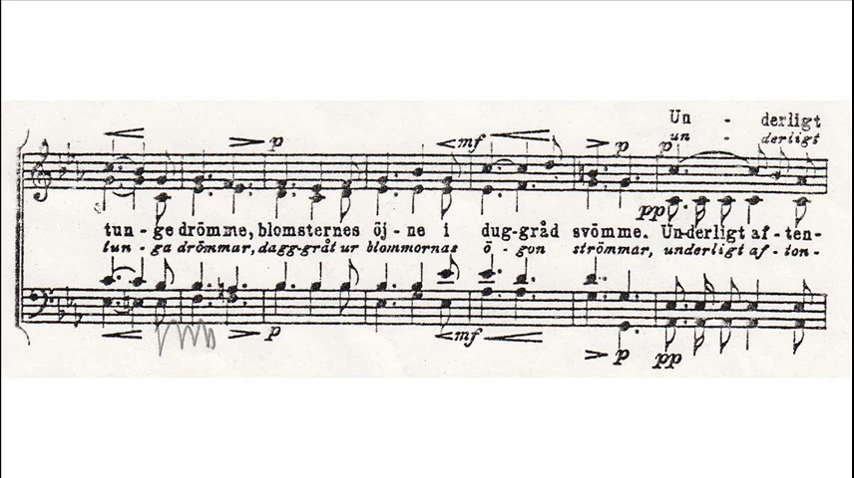 Un - derligt
un - derligt
p
mf
p
p
pp
tun - ge drömme, blomsternes öj - ne i dug-gråd svömme. Un-derligt af - ten-
tun - ga drömmar, dagg-gråt ur blommornas ö - gon strömmar, underligt af - ton-
p
mf
p
pp